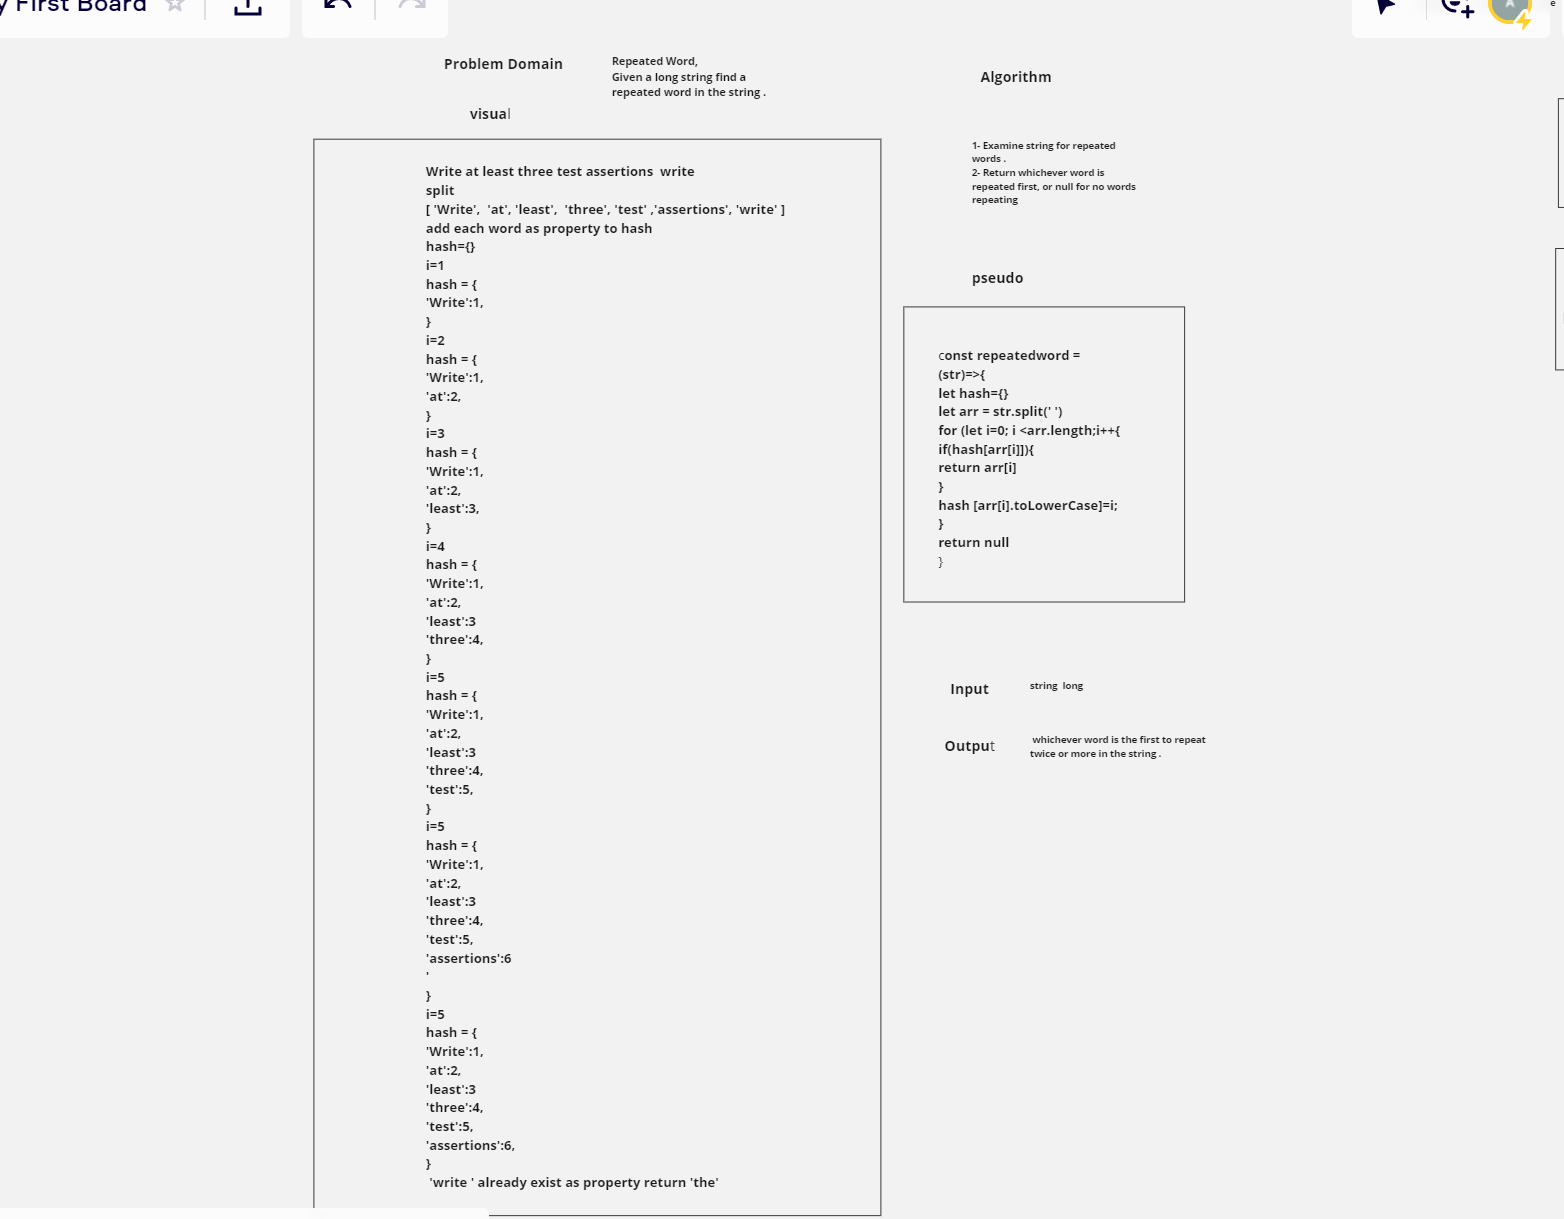 y First Board
e
Problem Domain
Repeated Word,
Given a long string find a
repeated word in the string .
visual
Write at least three test assertions  write
split
[ 'Write',  'at', 'least',  'three', 'test' ,'assertions', 'write' ]
add each word as property to hash
hash={}
i=1
hash = {
'Write':1,
}
i=2
hash = {
'Write':1,
'at':2,
}
i=3
hash = {
'Write':1,
'at':2,
'least':3,
}
i=4
hash = {
'Write':1,
'at':2,
'least':3
'three':4,
}
i=5
hash = {
'Write':1,
'at':2,
'least':3
'three':4,
'test':5,
}
i=5
hash = {
'Write':1,
'at':2,
'least':3
'three':4,
'test':5,
'assertions':6
'
}
i=5
hash = {
'Write':1,
'at':2,
'least':3
'three':4,
'test':5,
'assertions':6,
}
'write ' already exist as property return 'the'
Algorithm
1- Examine string for repeated
words .
2- Return whichever word is
repeated first, or null for no words
repeating
pseudo
const repeatedword =
(str)=>{
let hash={}
let arr = str.split(' ')
for (let i=0; i <arr.length;i++{
if(hash[arr[i]]){
return arr[i]
}
hash [arr[i].toLowerCase]=i;
}
return null
}
Input
string  long
Output
whichever word is the first to repeat
twice or more in the string .
A